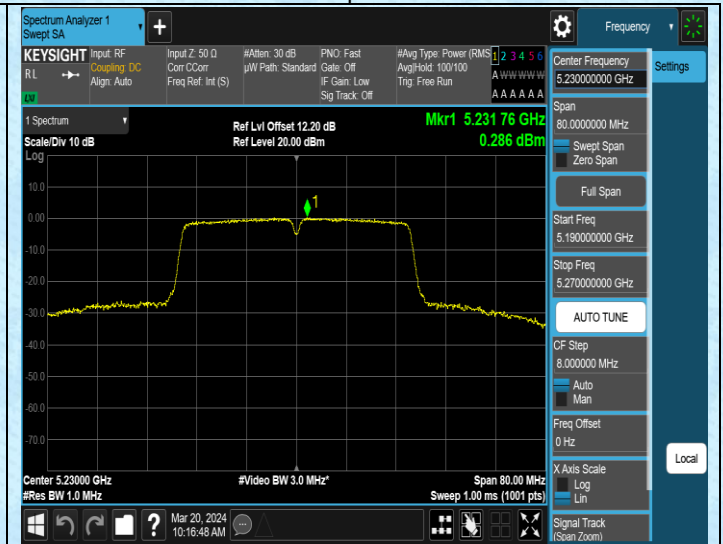 Spectrum Analyzer 1
Swept SA
+
Frequency
KEYSIGHT
RL
LXI
Input: RF
Coupling: DC
Align: Auto
Input Z: 50 Ω
Corr CCorr
Freq Ref: Int (S)
#Atten: 30 dB
µW Path: Standard
PNO: Fast
Gate: Off
IF Gain: Low
Sig Track: Off
#Avg Type: Power (RMS
Avg|Hold: 100/100
Trig: Free Run
1 2 3 4 5 6
A W W W W W
A A A A A A
1 Spectrum
Scale/Div 10 dB
Log
Ref Lvl Offset 12.20 dB
Ref Level 20.00 dBm
Mkr1 5.231 76 GHz
0.286 dBm
1
10.0
0.00
-10.0
-20.0
-30.0
-40.0
-50.0
-60.0
-70.0
Center 5.23000 GHz
#Res BW 1.0 MHz
#Video BW 3.0 MHz*
Span 80.00 MHz
Sweep 1.00 ms (1001 pts)
Center Frequency
5.230000000 GHz
Settings
Span
80.0000000 MHz
Swept Span
Zero Span
Full Span
Start Freq
5.190000000 GHz
Stop Freq
5.270000000 GHz
AUTO TUNE
CF Step
8.000000 MHz
Auto
Man
Freq Offset
0 Hz
X Axis Scale
Log
Lin
Local
Signal Track
(Span Zoom)
?
Mar 20, 2024
10:16:48 AM